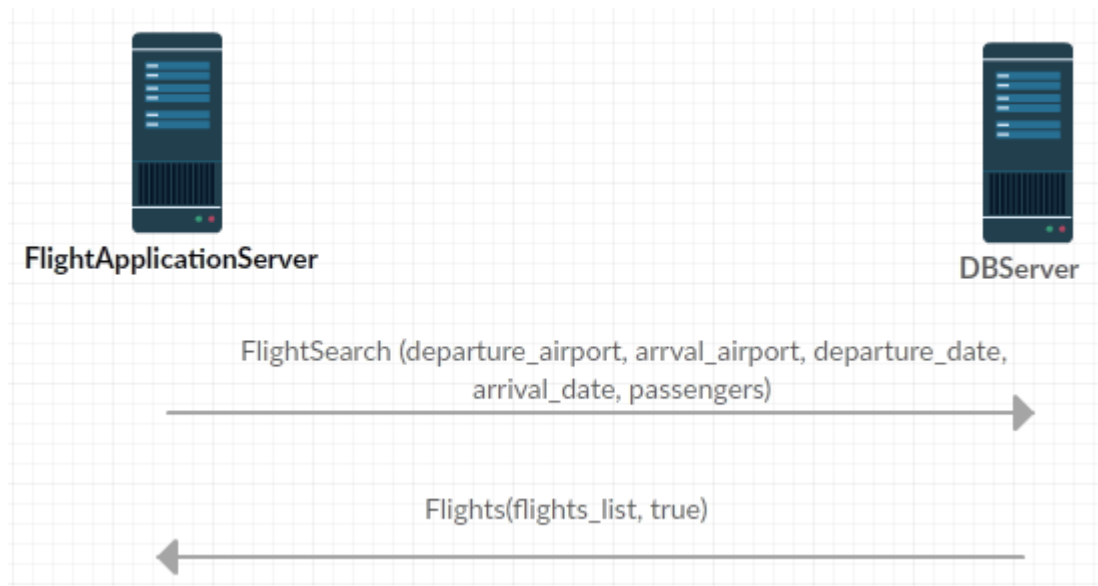 FlightApplicationServer
DBServer
FlightSearch (departure_airport, arrval_airport, departure_date,
arrival_date, passengers)
Flights(flights_list, true)